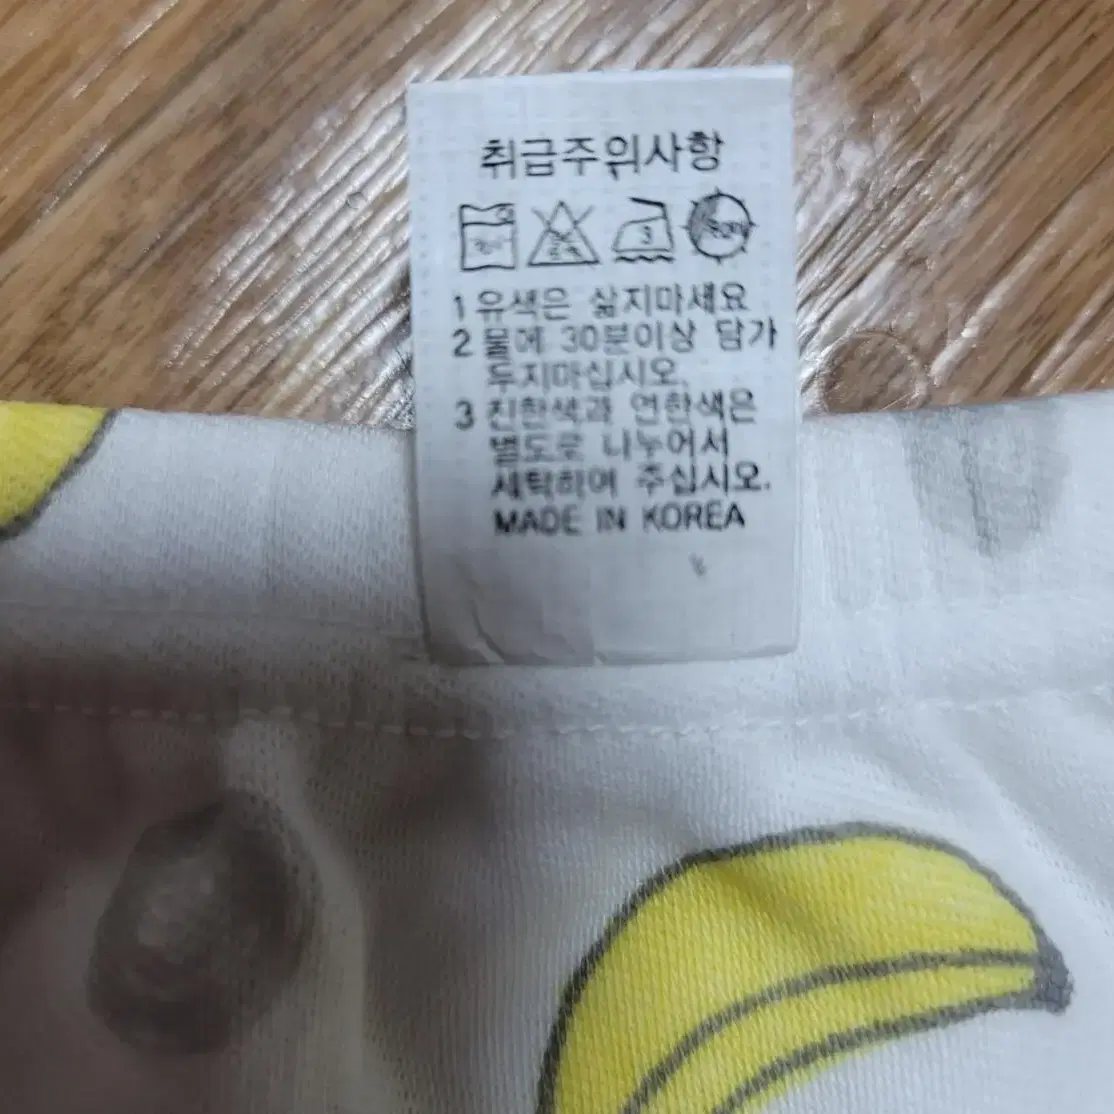 취급주의사항
3
1 유색은 삶지마세요
2 물에 30분이상 담가
두지마십시오.
3 진한색과 연한색은
별도로 나누어서
세탁하여 주십시오.
MADE IN KOREA